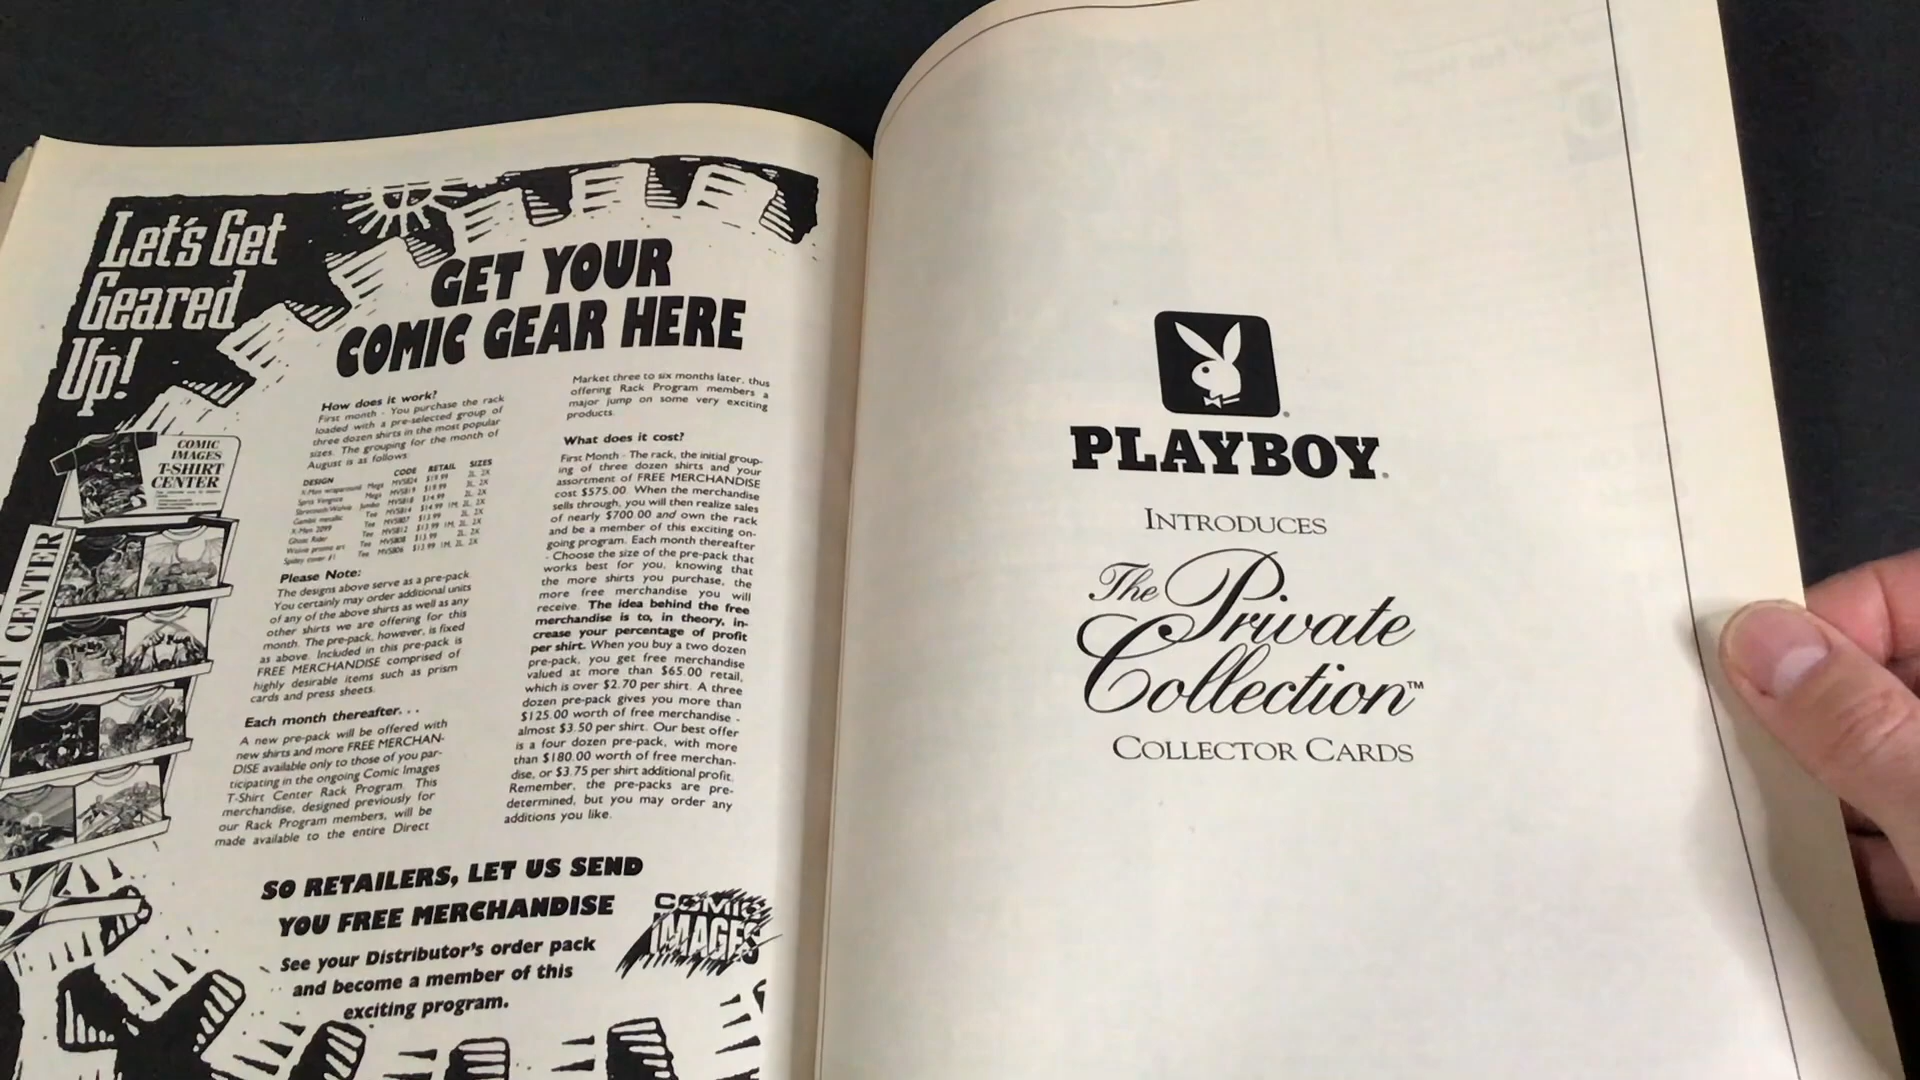 Let's Get
Geared
Up!
GET YOUR
COMIC GEAR HERE
COMIC
IMAGES
T-SHIRT
CENTER
CENTER
How does it work?
First month - You purchase the rack
loaded with a pre-selected group of
three dozen shirts in the most popular
sizes. The grouping for the month of
August is as follows
DESIGN CODE RETAIL SIZES
Please Note:
The designs above serve as a pre-pack.
You certainly may order additional units
of any of the above shirts as well as any
other shirts we are offering for this
month. The pre-pack, however, is fixed
as above. Included in this pre-pack is
FREE MERCHANDISE comprised of
highly desirable items such as prism
cards and press sheets.
Each month thereafter. . .
A new pre-pack will be offered with
new shirts and more FREE MERCHAN-
DISE available only to those of you par-
ticipating in the ongoing Comic Images
T-Shirt Center Rack Program. This
merchandise, designed previously for
our Rack Program members, will be
made available to the entire Direct
Market three to six months later, thus
offering Rack Program members a
major jump on some very exciting
products.
What does it cost?
First Month - The rack, the initial group-
ing of three dozen shirts and your
assortment of FREE MERCHANDISE
cost $575.00. When the merchandise
sells through, you will then realize sales
of nearly $700.00 and own the rack
and be a member of this exciting on-
going program. Each month thereafter
- Choose the size of the pre-pack that
works best for you, knowing that
the more shirts you purchase, the
more free merchandise you will
receive. The idea behind the free
merchandise is to, in theory, in-
crease your percentage of profit
per shirt. When you buy a two dozen
pre-pack, you get free merchandise
valued at more than $65.00 retail,
which is over $2.70 per shirt. A three
dozen pre-pack gives you more than
$125.00 worth of free merchandise -
almost $3.50 per shirt. Our best offer
is a four dozen pre-pack, with more
than $180.00 worth of free merchan-
dise, or $3.75 per shirt additional profit.
Remember, the pre-packs are pre-
determined, but you may order any
additions you like.
SO RETAILERS, LET US SEND
YOU FREE MERCHANDISE
See your Distributor's order pack
and become a member of this
exciting program.
COMIC
IMAGES
PLAYBOY®
INTRODUCES
The Private
Collection™
COLLECTOR CARDS